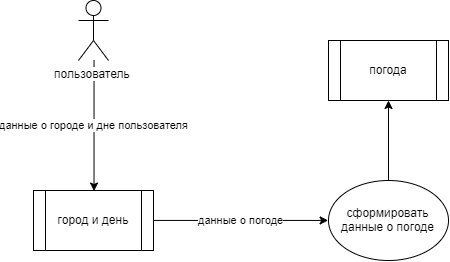 пользователь
погода
данные о городе и дне пользователя
город и день
данные о погоде
сформировать
данные о погоде